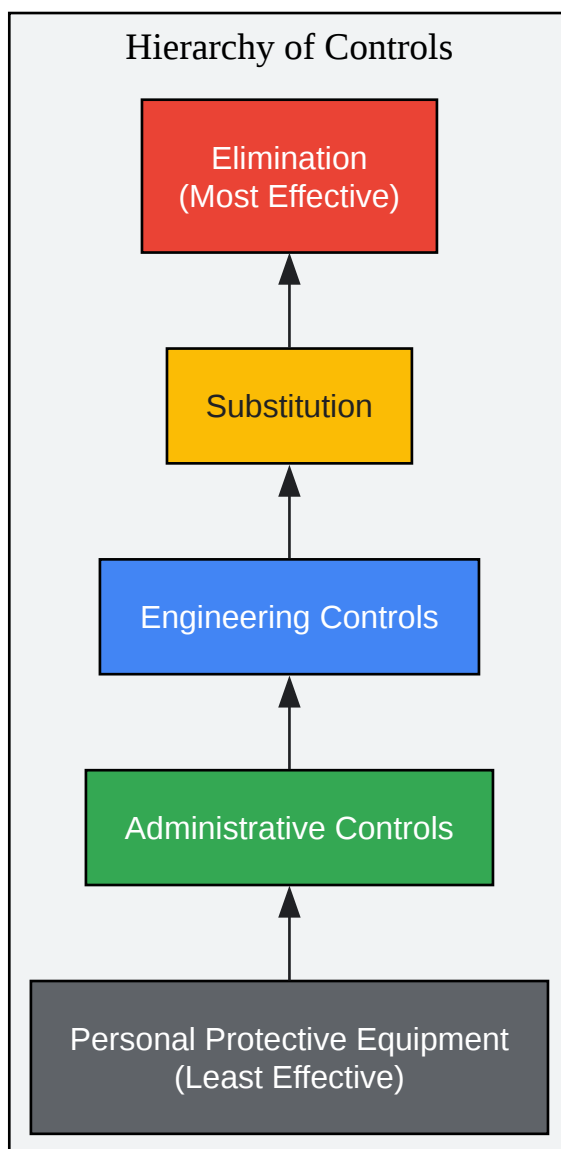 Hierarchy of Controls
Elimination
(Most Effective)
Substitution
Engineering Controls
Administrative Controls
Personal Protective Equipment
(Least Effective)